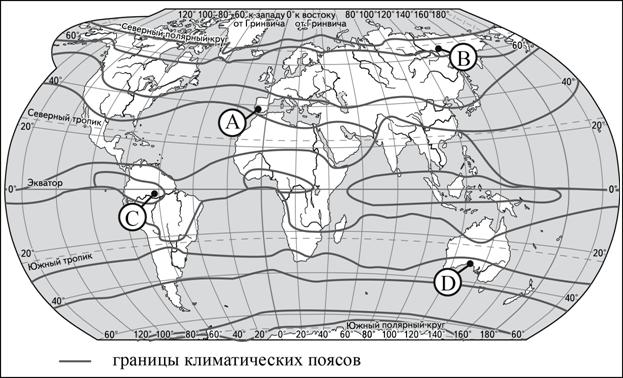 120° 100° 80° 60° к западу 0° к востоку 80° 100° 120° 140° 160° 180°
от Гринвича от Гринвича
Северный полярный круг
60° 60°
40° 40°
B
A
Северный тропик
20° 20°
Экватор
0° 0°
C
20° 20°
Южный тропик
D
40° 40°
Южный полярный круг
60° 120° 100° 80° 60° 40° 20° 0° 20° 40° 60° 80° 100° 120° 140° 160° 180° 60°
границы климатических поясов